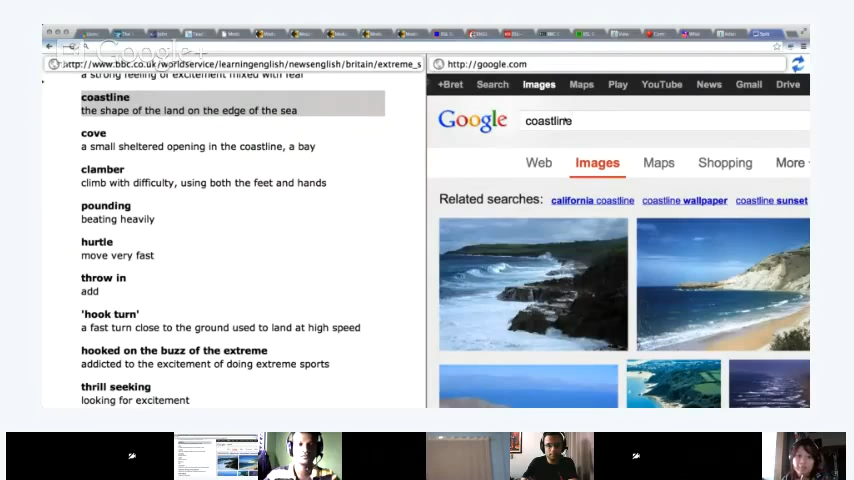 Google+
http://www.bbc.co.uk/worldservice/learningenglish/newsenglish/britain/extreme_s
a strong feeling of excitement mixed with fear
coastline
the shape of the land on the edge of the sea
cove
a small sheltered opening in the coastline, a bay
clamber
climb with difficulty, using both the feet and hands
pounding
beating heavily
hurtle
move very fast
throw in
add
'hook turn'
a fast turn close to the ground used to land at high speed
hooked on the buzz of the extreme
addicted to the excitement of doing extreme sports
thrill seeking
looking for excitement
http://google.com
+Bret Search Images Maps Play YouTube News Gmail Drive
Google coastline
Web Images Maps Shopping More
Related searches: california coastline coastline wallpaper coastline sunset